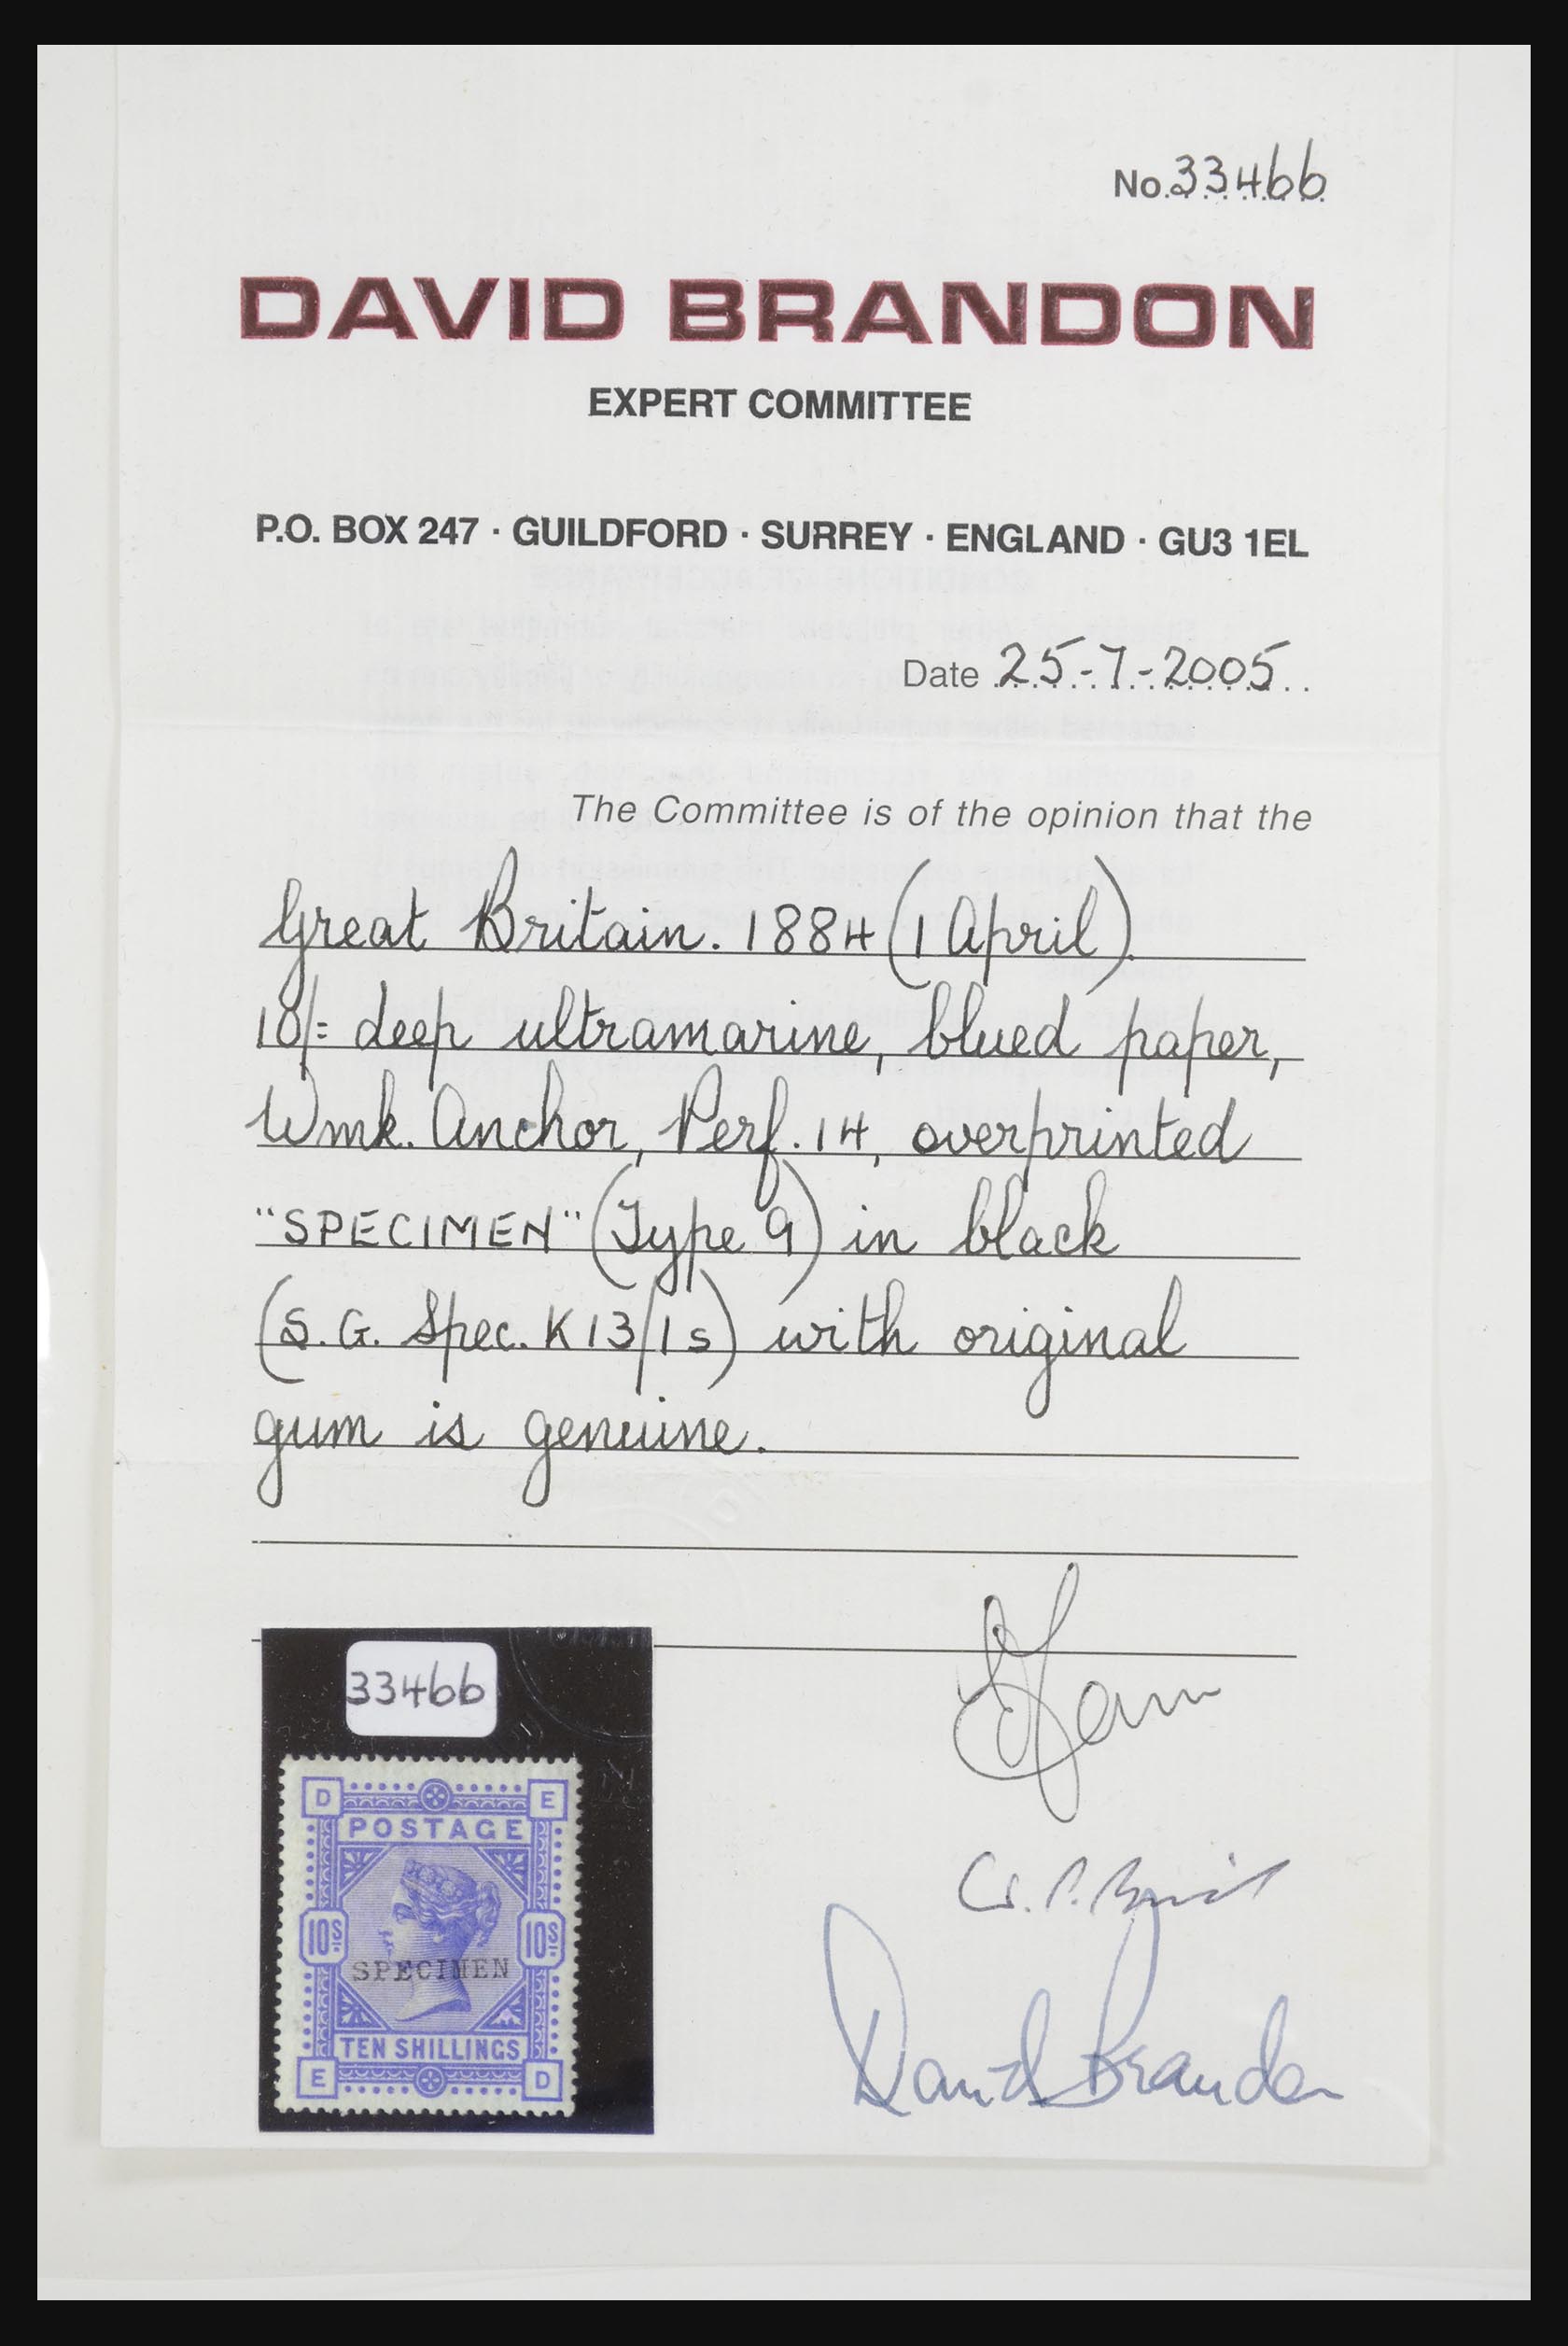 No. 33466
DAVID BRANDON
EXPERT COMMITTEE
P.O. BOX 247 · GUILDFORD · SURREY · ENGLAND · GU3 1EL
Date 25-7-2005
The Committee is of the opinion that the
Great Britain. 1884 (1 April).
10/= deep ultramarine, blued paper,
Wmk. Anchor, Perf. 14, overprinted
"SPECIMEN" (Type 9) in black
(S.G. Spec. K13/1s) with original
gum is genuine.
33466
D E
POSTAGE
10S 10S
SPECIMEN
TEN SHILLINGS
E D
David Brandon